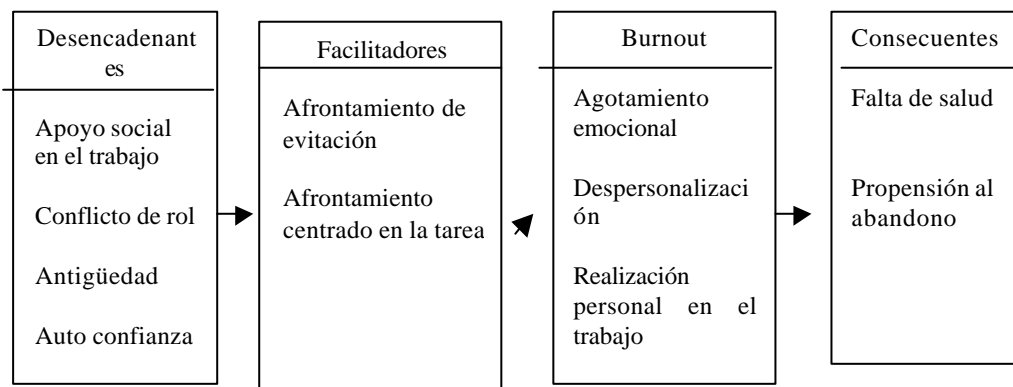 Desencadenant
es
Apoyo social
en el trabajo
Conflicto de rol
Antigüedad
Auto confianza
Facilitadores
Afrontamiento de
evitación
Afrontamiento
centrado en la tarea
Burnout
Agotamiento
emocional
Despersonalizaci
ón
Realización
personal en el
trabajo
Consecuentes
Falta de salud
Propensión al
abandono